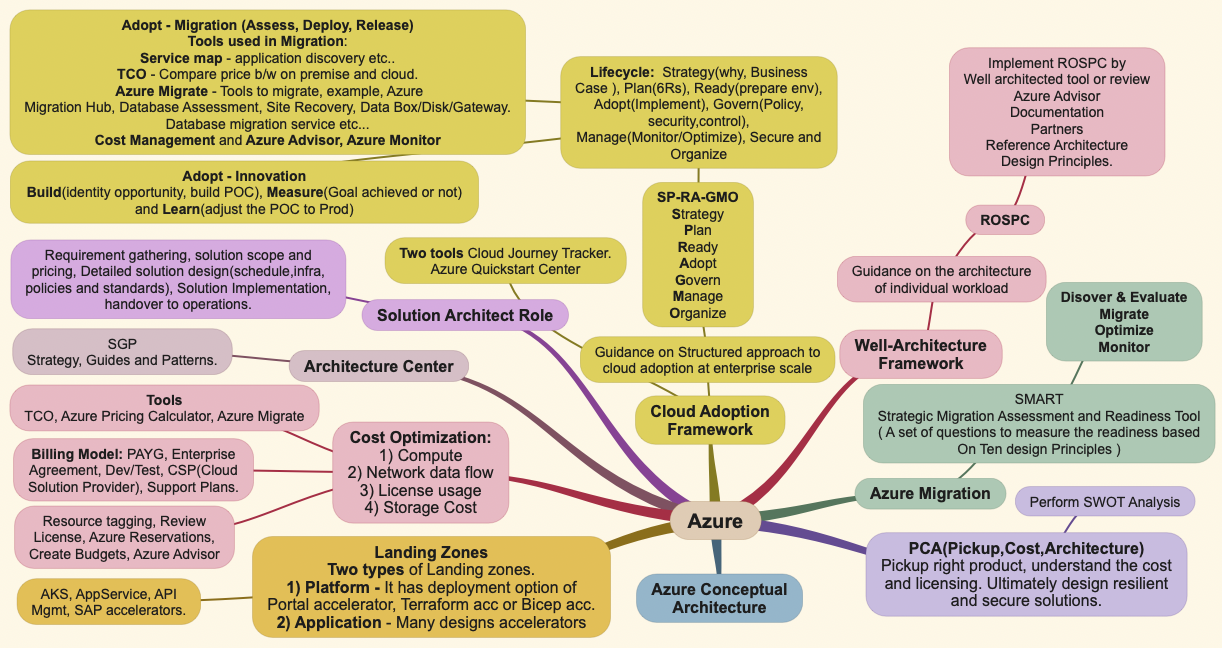 Adopt - Migration (Assess, Deploy, Release)
Tools used in Migration:
Service map - application discovery etc..
TCO - Compare price b/w on premise and cloud.
Azure Migrate - Tools to migrate, example, Azure
Migration Hub, Database Assessment, Site Recovery, Data Box/Disk/Gateway.
Database migration service etc...
Cost Management and Azure Advisor, Azure Monitor
Adopt - Innovation
Build(identity opportunity, build POC), Measure(Goal achieved or not)
and Learn(adjust the POC to Prod)
Lifecycle: Strategy(why, Business
Case ), Plan(6Rs), Ready(prepare env),
Adopt(Implement), Govern(Policy,
security,control),
Manage(Monitor/Optimize), Secure and
Organize
SP-RA-GMO
Strategy
Plan
Ready
Adopt
Govern
Manage
Organize
Two tools Cloud Journey Tracker.
Azure Quickstart Center
Guidance on Structured approach to
cloud adoption at enterprise scale
Cloud Adoption
Framework
Implement ROSPC by
Well architected tool or review
Azure Advisor
Documentation
Partners
Reference Architecture
Design Principles.
ROSPC
Guidance on the architecture
of individual workload
Well-Architecture
Framework
Disover & Evaluate
Migrate
Optimize
Monitor
SMART
Strategic Migration Assessment and Readiness Tool
( A set of questions to measure the readiness based
On Ten design Principles )
Azure Migration
Perform SWOT Analysis
PCA(Pickup,Cost,Architecture)
Pickup right product, understand the cost
and licensing. Ultimately design resilient
and secure solutions.
Requirement gathering, solution scope and
pricing, Detailed solution design(schedule,infra,
policies and standards), Solution Implementation,
handover to operations.
Solution Architect Role
SGP
Strategy, Guides and Patterns.
Architecture Center
Tools
TCO, Azure Pricing Calculator, Azure Migrate
Billing Model: PAYG, Enterprise
Agreement, Dev/Test, CSP(Cloud
Solution Provider), Support Plans.
Resource tagging, Review
License, Azure Reservations,
Create Budgets, Azure Advisor
Cost Optimization:
1) Compute
2) Network data flow
3) License usage
4) Storage Cost
Azure
AKS, AppService, API
Mgmt, SAP accelerators.
Landing Zones
Two types of Landing zones.
1) Platform - It has deployment option of
Portal accelerator, Terraform acc or Bicep acc.
2) Application - Many designs accelerators
Azure Conceptual
Architecture